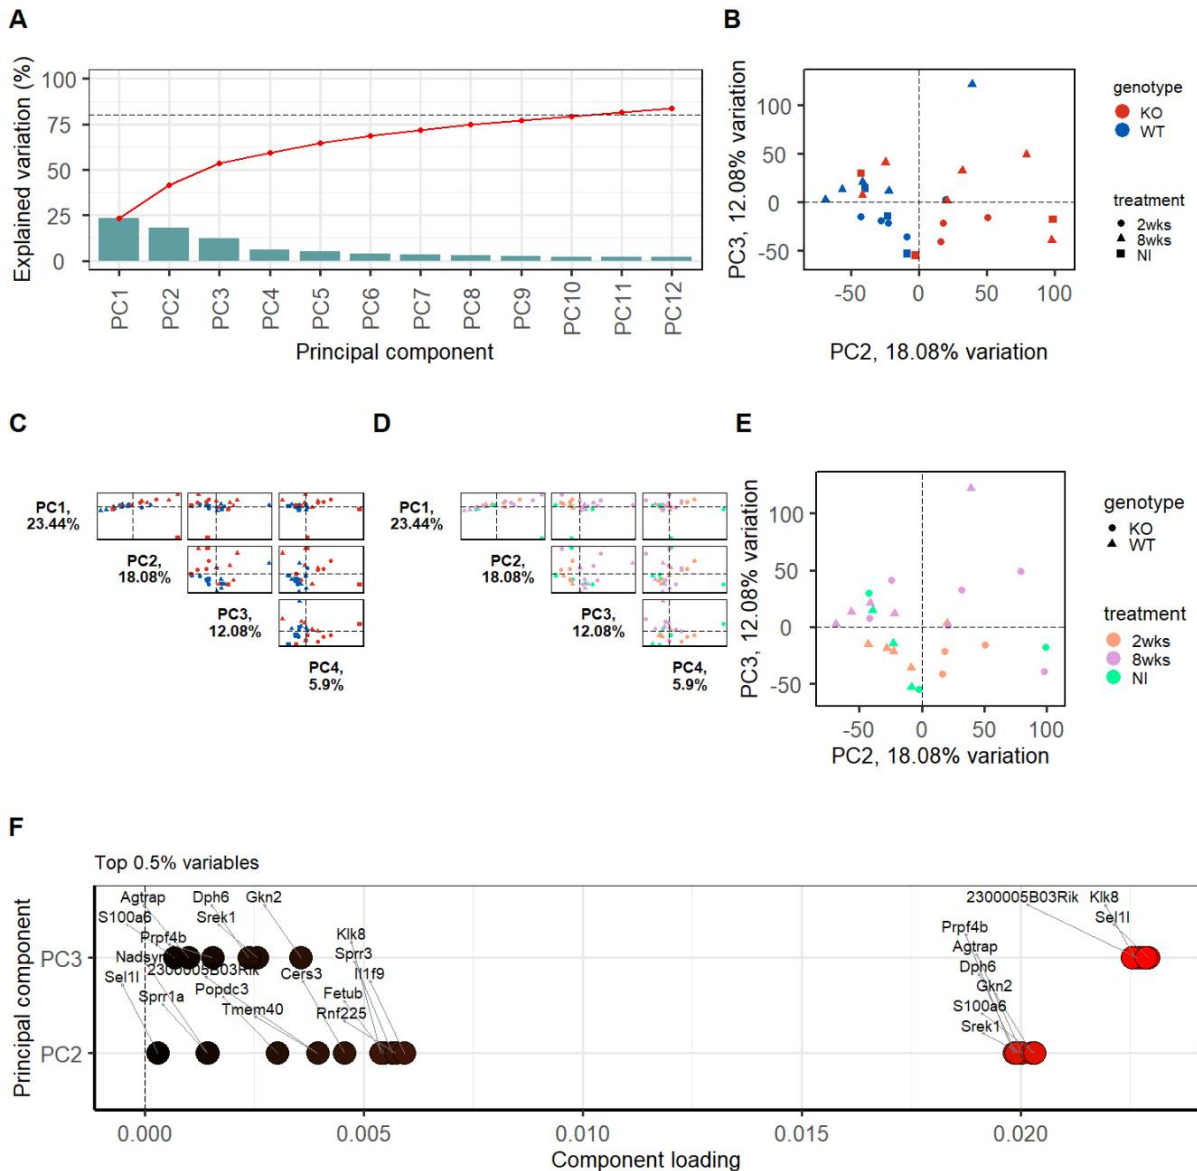 A
B
Explained variation (%)
100
75
50
25
0
PC1
PC2
PC3
PC4
PC5
PC6
PC7
PC8
PC9
PC10
PC11
PC12
Principal component
PC3, 12.08% variation
100
50
0
-50
-50
0
50
100
PC2, 18.08% variation
genotype
KO
WT
treatment
2wks
8wks
NI
C
D
E
PC1,
23.44%
PC2,
18.08%
PC3,
12.08%
PC4,
5.9%
PC1,
23.44%
PC2,
18.08%
PC3,
12.08%
PC4,
5.9%
PC3, 12.08% variation
100
50
0
-50
-50
0
50
100
PC2, 18.08% variation
genotype
KO
WT
treatment
2wks
8wks
NI
F
Top 0.5% variables
Principal component
PC3
PC2
Agtrap
Dph6
Gkn2
S100a6
Srek1
Prpf4b
2300005B03Rik
Sel1l
Sprr1a
Popdc3
Tmem40
Cers3
Klk8
Sprr3
Il1f9
Fetub
Rnf225
2300005B03Rik
Klk8
Sel1l
Prpf4b
Agtrap
Dph6
Gkn2
S100a6
Srek1
0.000
0.005
0.010
0.015
0.020
Component loading